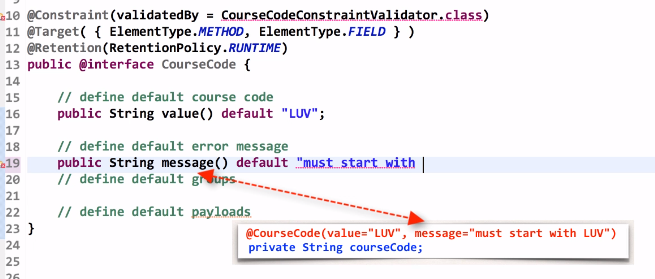 10 @Constraint(validatedBy = CourseCodeConstraintValidator.class)
11 @Target( { ElementType.METHOD, ElementType.FIELD } )
12 @Retention(RetentionPolicy.RUNTIME)
13 public @interface CourseCode {
14
15 // define default course code
16 public String value() default "LUV";
17
18 // define default error message
19 public String message() default "must start with
20 // define default groups
21
22 // define default payloads
23 }
24
25
@CourseCode(value="LUV", message="must start with LUV")
private String courseCode;